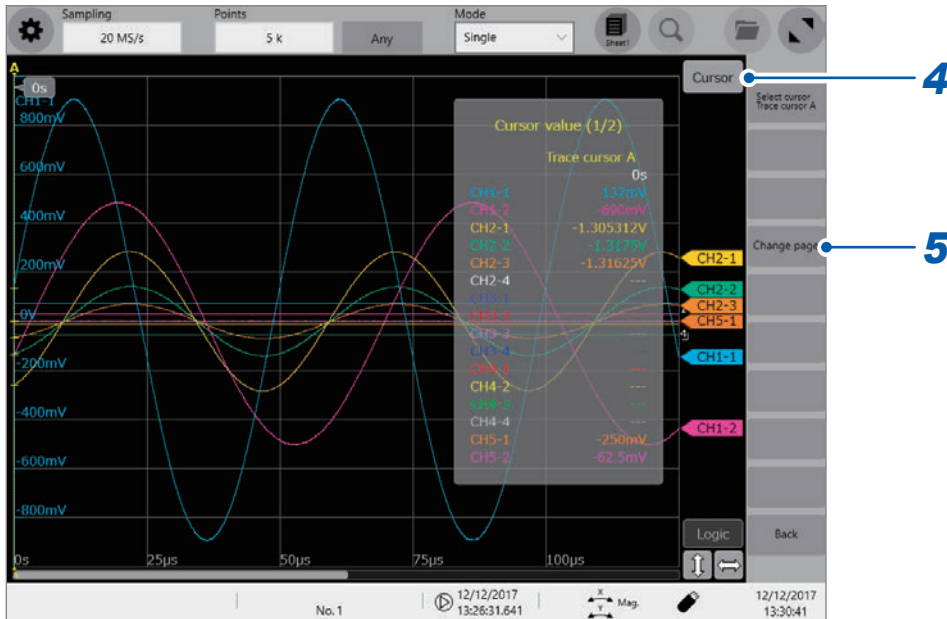 Sampling
20 MS/s
Points
5 k
Any
Mode
Single
Sheet1
A
0s
CH1-1
800mV
600mV
400mV
200mV
0V
-200mV
-400mV
-600mV
-800mV
0s
25µs
50µs
75µs
100µs
Cursor value (1/2)
Trace cursor A
0s
CH1-1 137mV
CH1-2 -690mV
CH2-1 -1.305312V
CH2-2 -1.3175V
CH2-3 -1.31625V
CH2-4 ---
CH3-1 ---
CH3-2 ---
CH3-3 ---
CH3-4 ---
CH4-1 ---
CH4-2 ---
CH4-3 ---
CH4-4 ---
CH5-1 -250mV
CH5-2 -62.5mV
CH2-1
CH2-2
CH2-3
CH5-1
CH1-1
CH1-2
Cursor
4
Select cursor
Trace cursor A
Change page
5
Logic
Back
No. 1
12/12/2017
13:26:31.641
X
Y
Mag.
12/12/2017
13:30:41